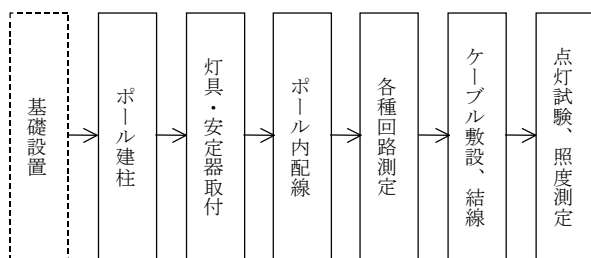 基礎設置
ポール建柱
灯具・安定器取付
ポール内配線
各種回路測定
ケーブル敷設、結線
点灯試験、照度測定